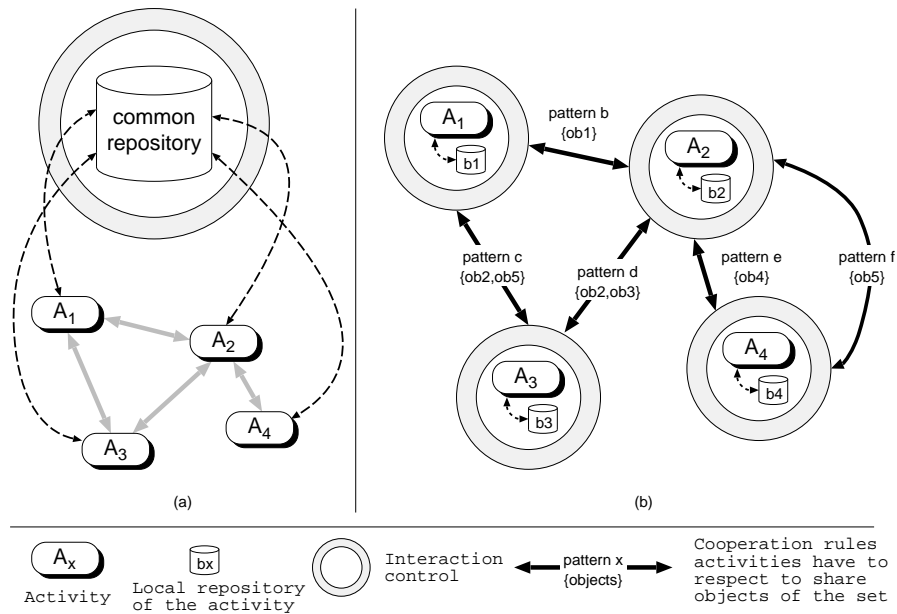 common
repository
A1
A2
A3
A4
(a)
A1
b1
pattern b
{ob1}
A2
b2
pattern c
{ob2,ob5}
pattern d
{ob2,ob3}
pattern e
{ob4}
pattern f
{ob5}
A3
b3
A4
b4
(b)
Ax
Activity
bx
Local repository
of the activity
Interaction
control
pattern x
{objects}
Cooperation rules
activities have to
respect to share
objects of the set